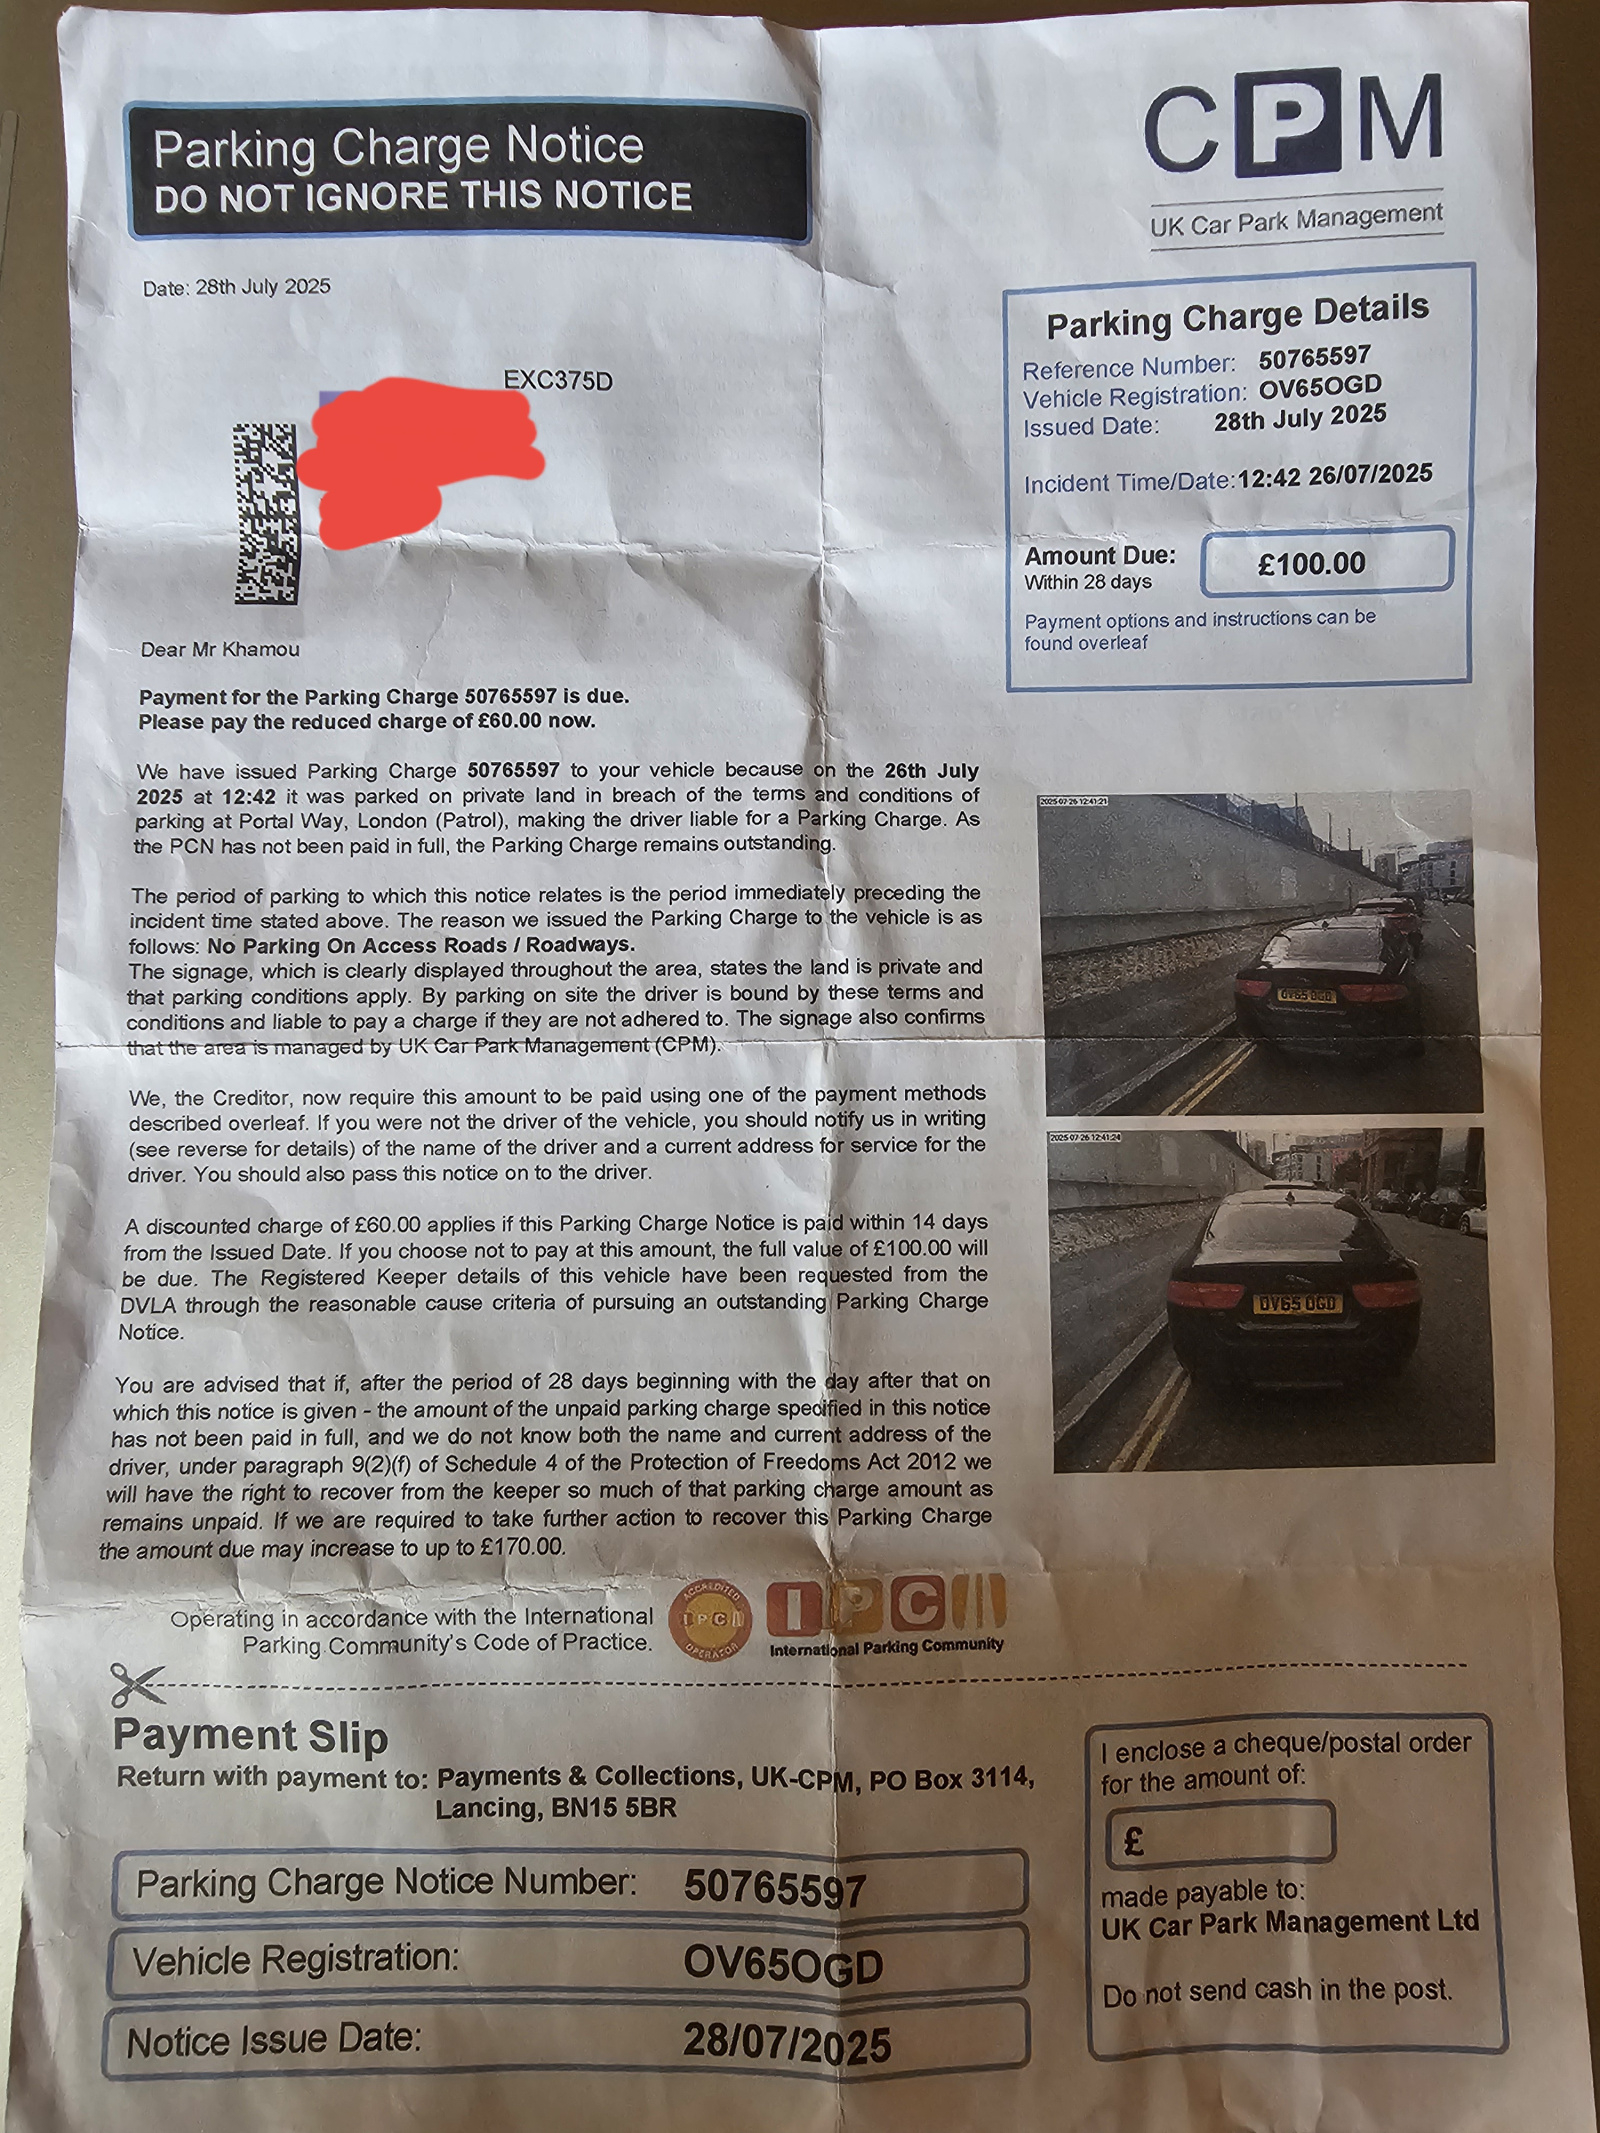 Parking Charge Notice
DO NOT IGNORE THIS NOTICE
CPM
UK Car Park Management
Date: 28th July 2025
EXC375D
Parking Charge Details
Reference Number: 50765597
Vehicle Registration: OV65OGD
Issued Date: 28th July 2025
Incident Time/Date:12:42 26/07/2025
Amount Due:
Within 28 days
£100.00
Payment options and instructions can be
found overleaf
Dear Mr Khamou
Payment for the Parking Charge 50765597 is due.
Please pay the reduced charge of £60.00 now.
We have issued Parking Charge 50765597 to your vehicle because on the 26th July
2025 at 12:42 it was parked on private land in breach of the terms and conditions of
parking at Portal Way, London (Patrol), making the driver liable for a Parking Charge. As
the PCN has not been paid in full, the Parking Charge remains outstanding.
The period of parking to which this notice relates is the period immediately preceding the
incident time stated above. The reason we issued the Parking Charge to the vehicle is as
follows: No Parking On Access Roads / Roadways.
The signage, which is clearly displayed throughout the area, states the land is private and
that parking conditions apply. By parking on site the driver is bound by these terms and
conditions and liable to pay a charge if they are not adhered to. The signage also confirms
that the area is managed by UK Car Park Management (CPM).
We, the Creditor, now require this amount to be paid using one of the payment methods
described overleaf. If you were not the driver of the vehicle, you should notify us in writing
(see reverse for details) of the name of the driver and a current address for service for the
driver. You should also pass this notice on to the driver.
A discounted charge of £60.00 applies if this Parking Charge Notice is paid within 14 days
from the Issued Date. If you choose not to pay at this amount, the full value of £100.00 will
be due. The Registered Keeper details of this vehicle have been requested from the
DVLA through the reasonable cause criteria of pursuing an outstanding Parking Charge
Notice.
You are advised that if, after the period of 28 days beginning with the day after that on
which this notice is given - the amount of the unpaid parking charge specified in this notice
has not been paid in full, and we do not know both the name and current address of the
driver, under paragraph 9(2)(f) of Schedule 4 of the Protection of Freedoms Act 2012 we
will have the right to recover from the keeper so much of that parking charge amount as
remains unpaid. If we are required to take further action to recover this Parking Charge
the amount due may increase to up to £170.00.
2025-07-26 12:41:21
OV65 OGD
2025-07-26 12:41:24
OV65 OGD
Operating in accordance with the International
Parking Community's Code of Practice.
ACCREDITED
IPC
OPERATOR
IPC
International Parking Community
Payment Slip
Return with payment to: Payments & Collections, UK-CPM, PO Box 3114,
Lancing, BN15 5BR
Parking Charge Notice Number: 50765597
Vehicle Registration: OV65OGD
Notice Issue Date: 28/07/2025
I enclose a cheque/postal order
for the amount of:
£
made payable to:
UK Car Park Management Ltd
Do not send cash in the post.